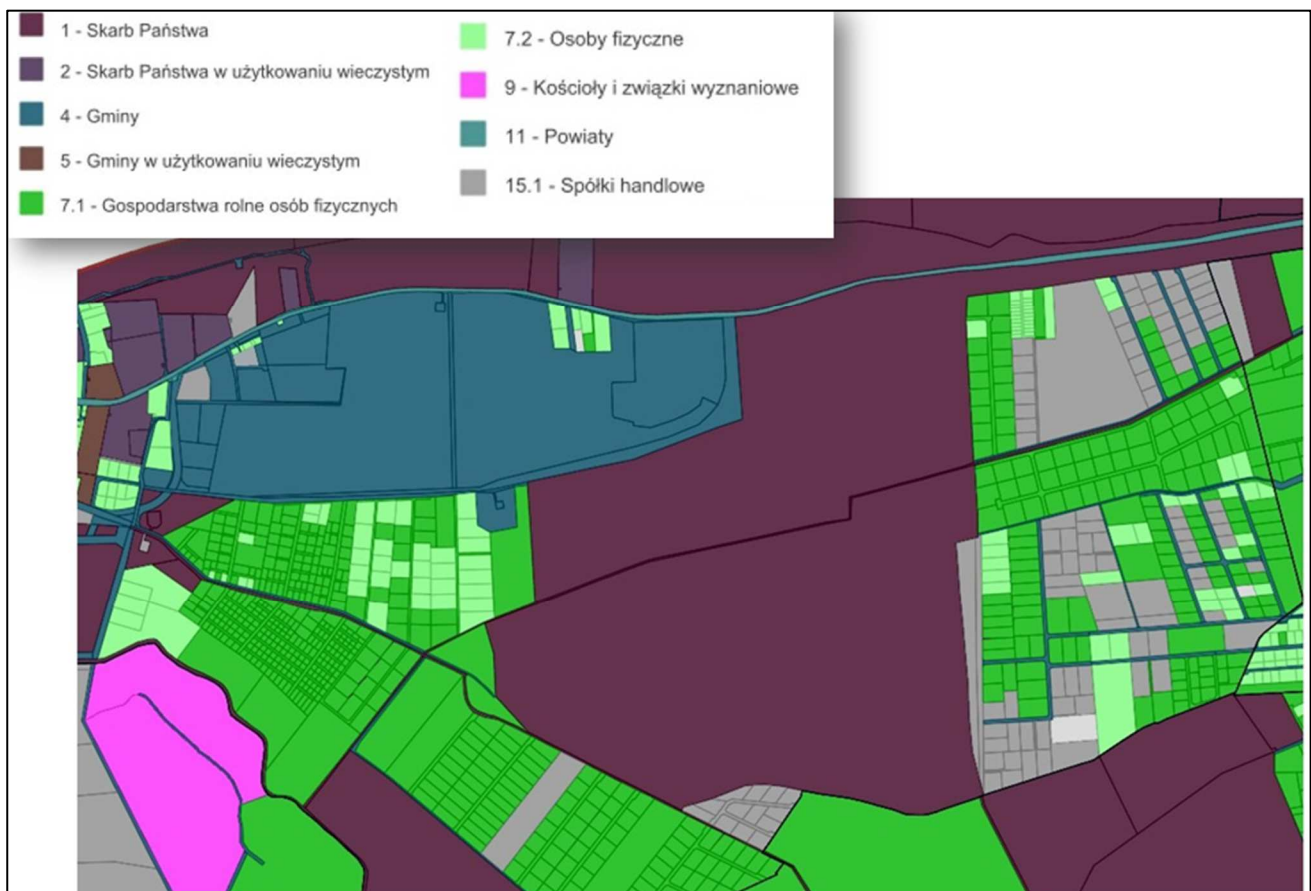 1 - Skarb Państwa
2 - Skarb Państwa w użytkowaniu wieczystym
4 - Gminy
5 - Gminy w użytkowaniu wieczystym
7.1 - Gospodarstwa rolne osób fizycznych
7.2 - Osoby fizyczne
9 - Kościoły i związki wyznaniowe
11 - Powiaty
15.1 - Spółki handlowe